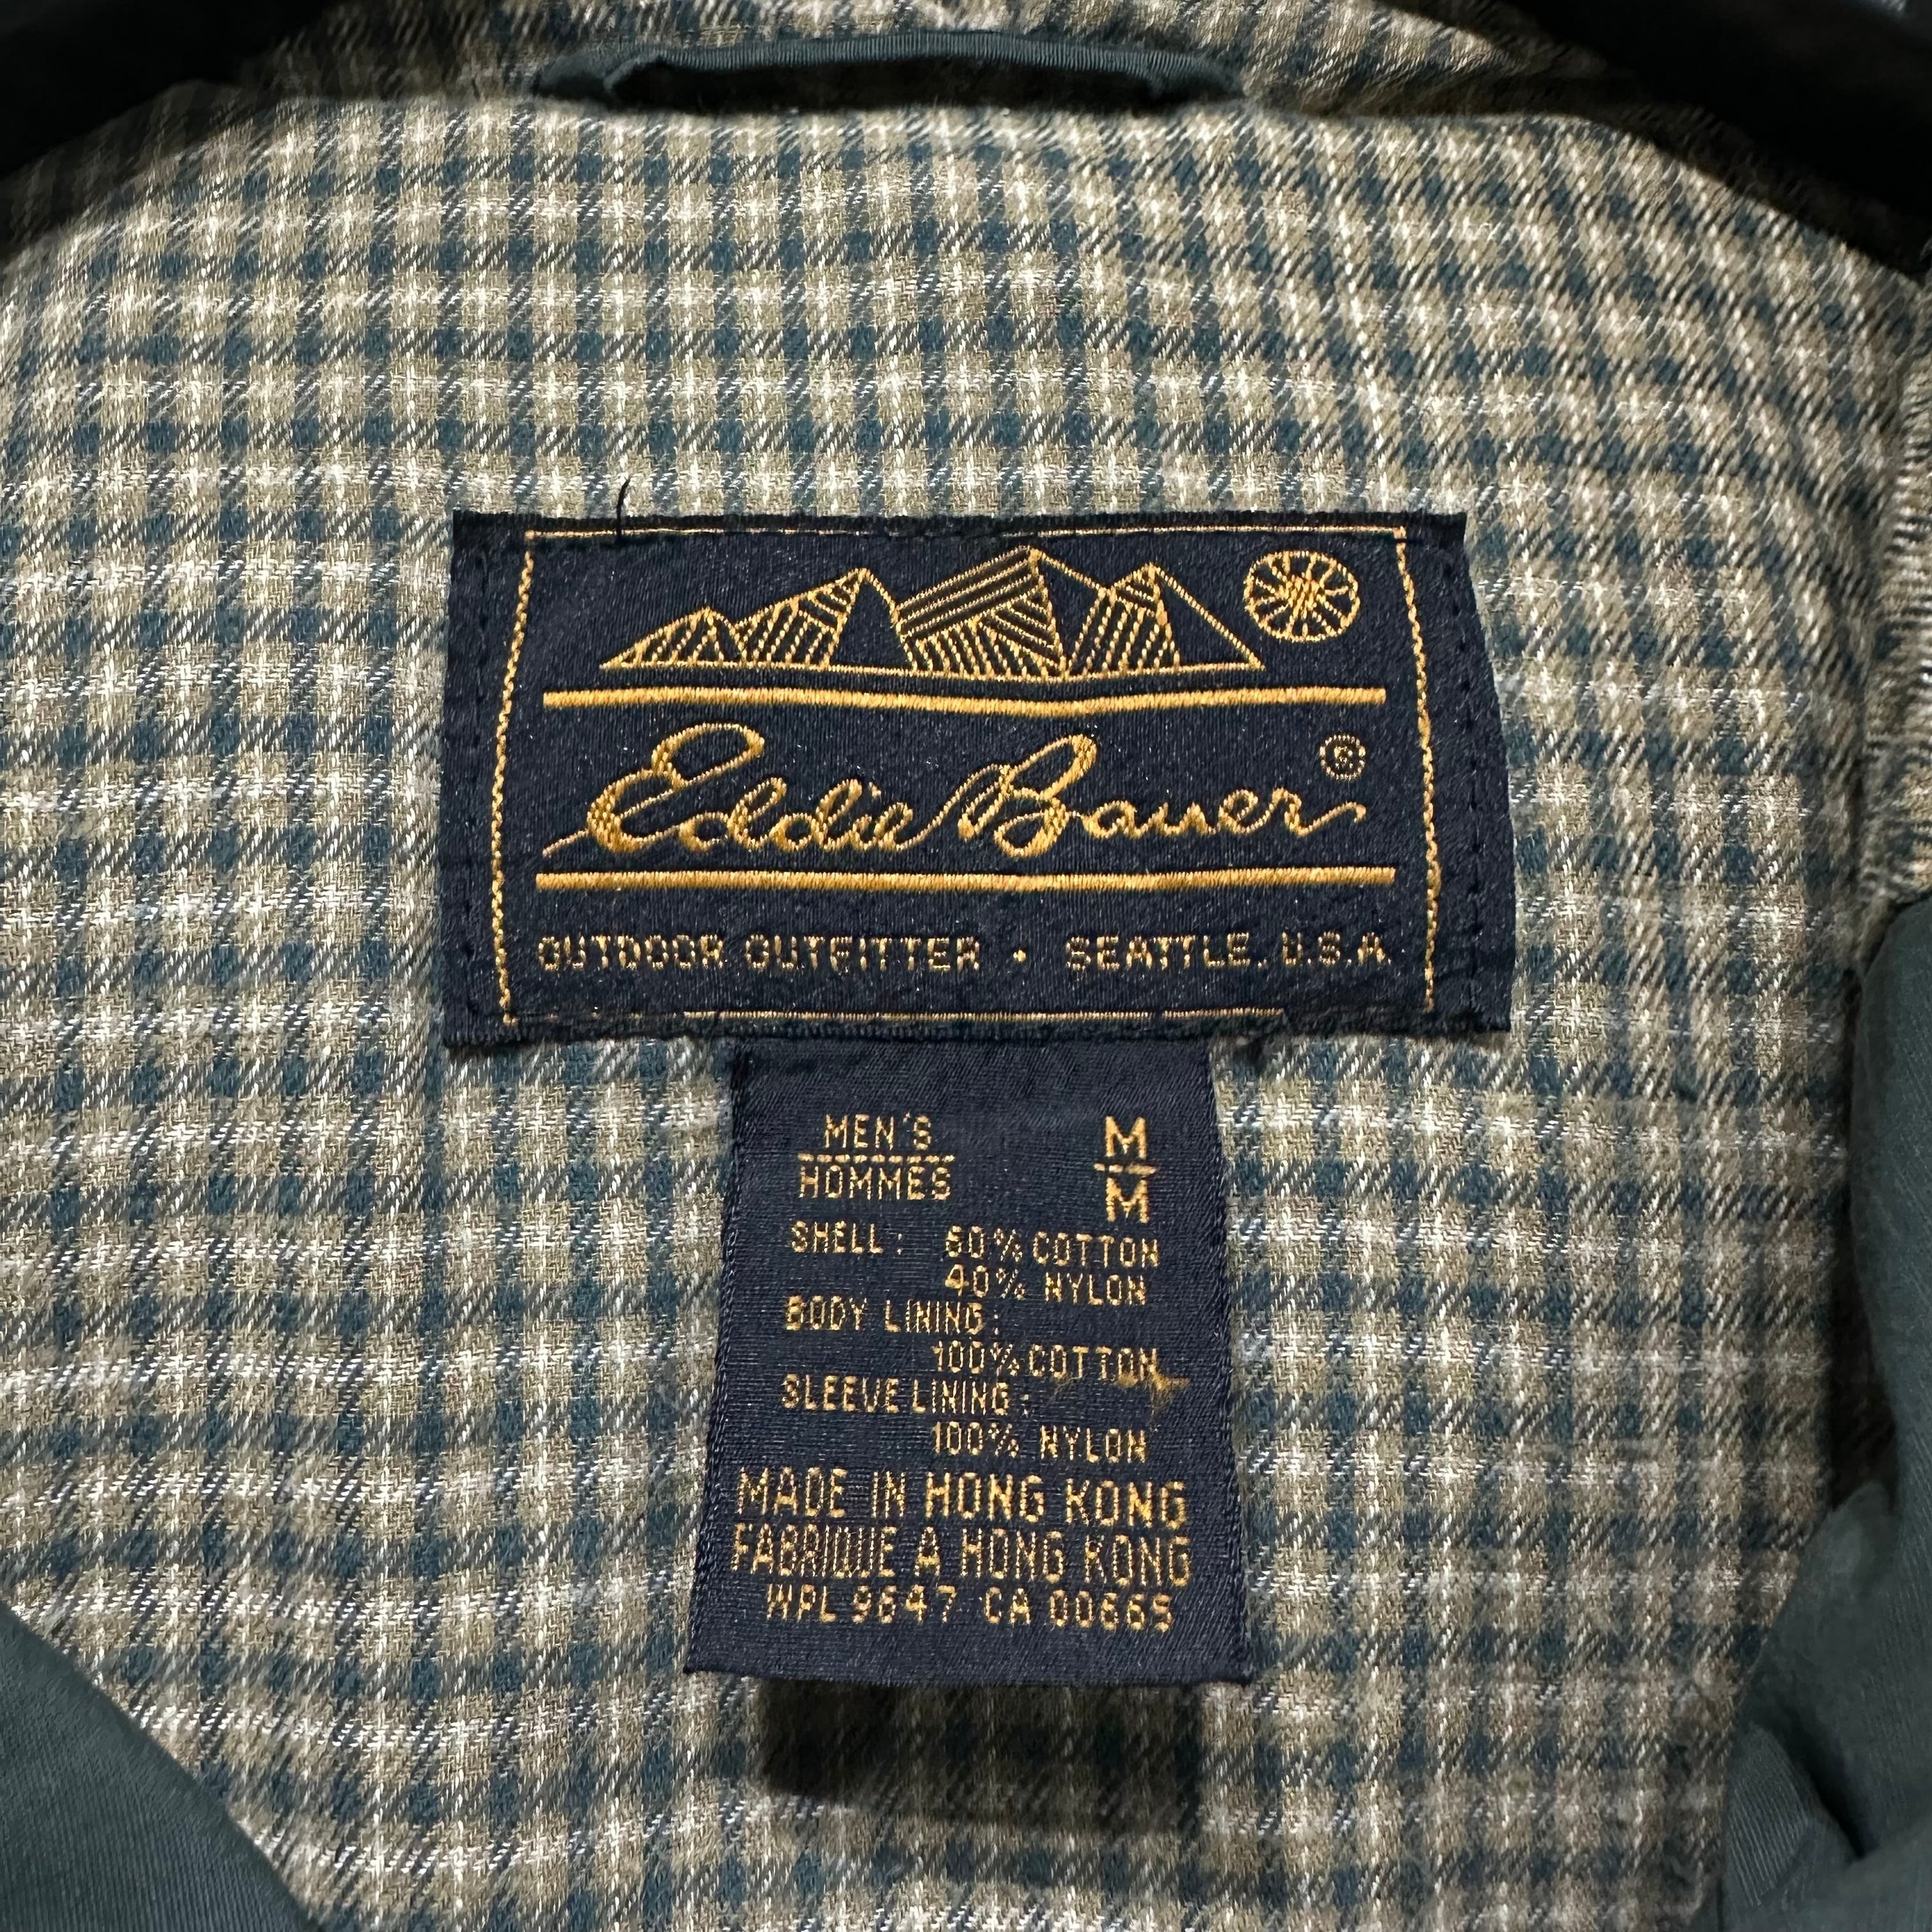 Eddie Bauer ®
OUTDOOR OUTFITTER • SEATTLE, U.S.A
MEN'S M
HOMMES M
SHELL: 60% COTTON
40% NYLON
BODY LINING:
100% COTTON
SLEEVE LINING:
100% NYLON
MADE IN HONG KONG
FABRIQUE A HONG KONG
WPL 9647 CA 00665